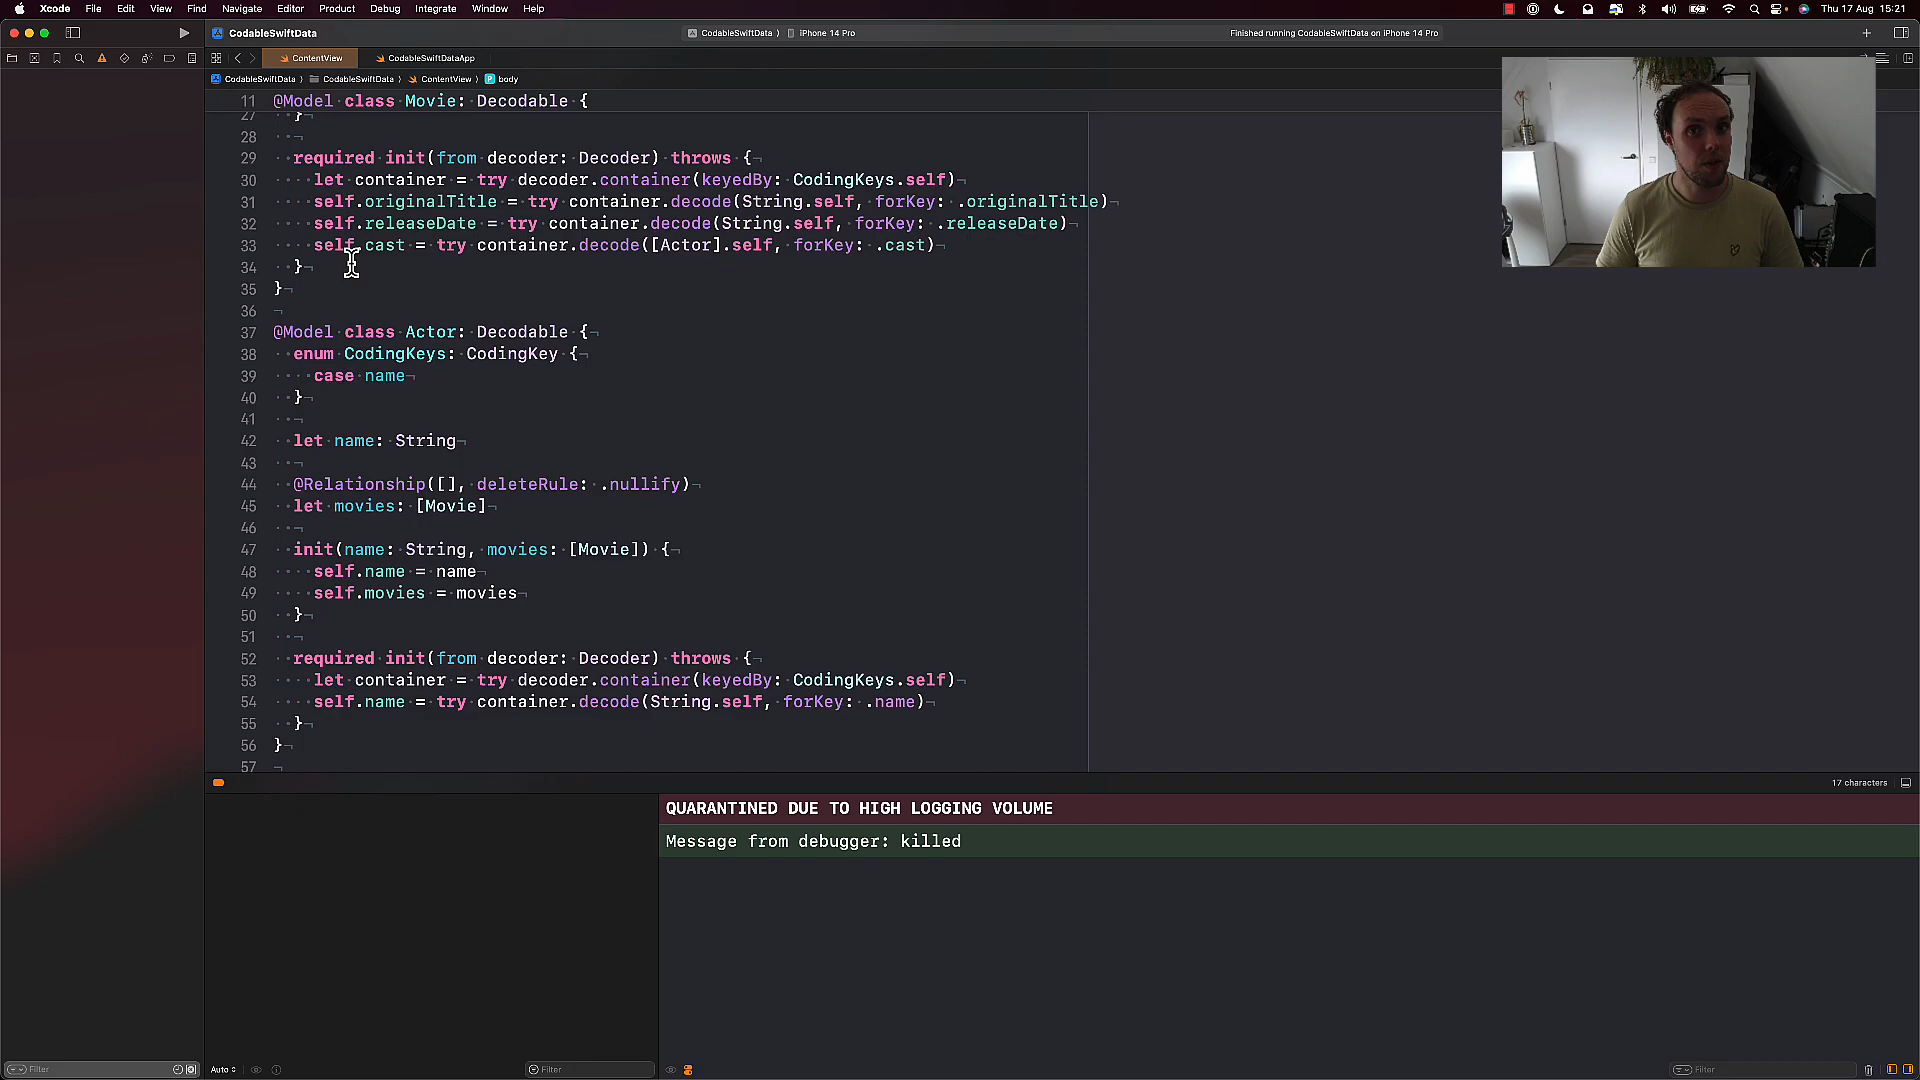 Xcode File Edit View Find Navigate Editor Product Debug Integrate Window Help Thu 17 Aug 15:21
CodableSwiftData CodableSwiftData 〉 iPhone 14 Pro Finished running CodableSwiftData on iPhone 14 Pro
ContentView CodableSwiftDataApp
CodableSwiftData 〉 CodableSwiftData 〉 ContentView 〉 body
11 @Model class Movie: Decodable {
27 }
28
29 required init(from decoder: Decoder) throws {
30 let container = try decoder.container(keyedBy: CodingKeys.self)
31 self.originalTitle = try container.decode(String.self, forKey: .originalTitle)
32 self.releaseDate = try container.decode(String.self, forKey: .releaseDate)
33 self.cast = try container.decode([Actor].self, forKey: .cast)
34 }
35 }
36
37 @Model class Actor: Decodable {
38 enum CodingKeys: CodingKey {
39 case name
40 }
41
42 let name: String
43
44 @Relationship([], deleteRule: .nullify)
45 let movies: [Movie]
46
47 init(name: String, movies: [Movie]) {
48 self.name = name
49 self.movies = movies
50 }
51
52 required init(from decoder: Decoder) throws {
53 let container = try decoder.container(keyedBy: CodingKeys.self)
54 self.name = try container.decode(String.self, forKey: .name)
55 }
56 }
57
17 characters
QUARANTINED DUE TO HIGH LOGGING VOLUME
Message from debugger: killed
Filter Auto Filter Filter